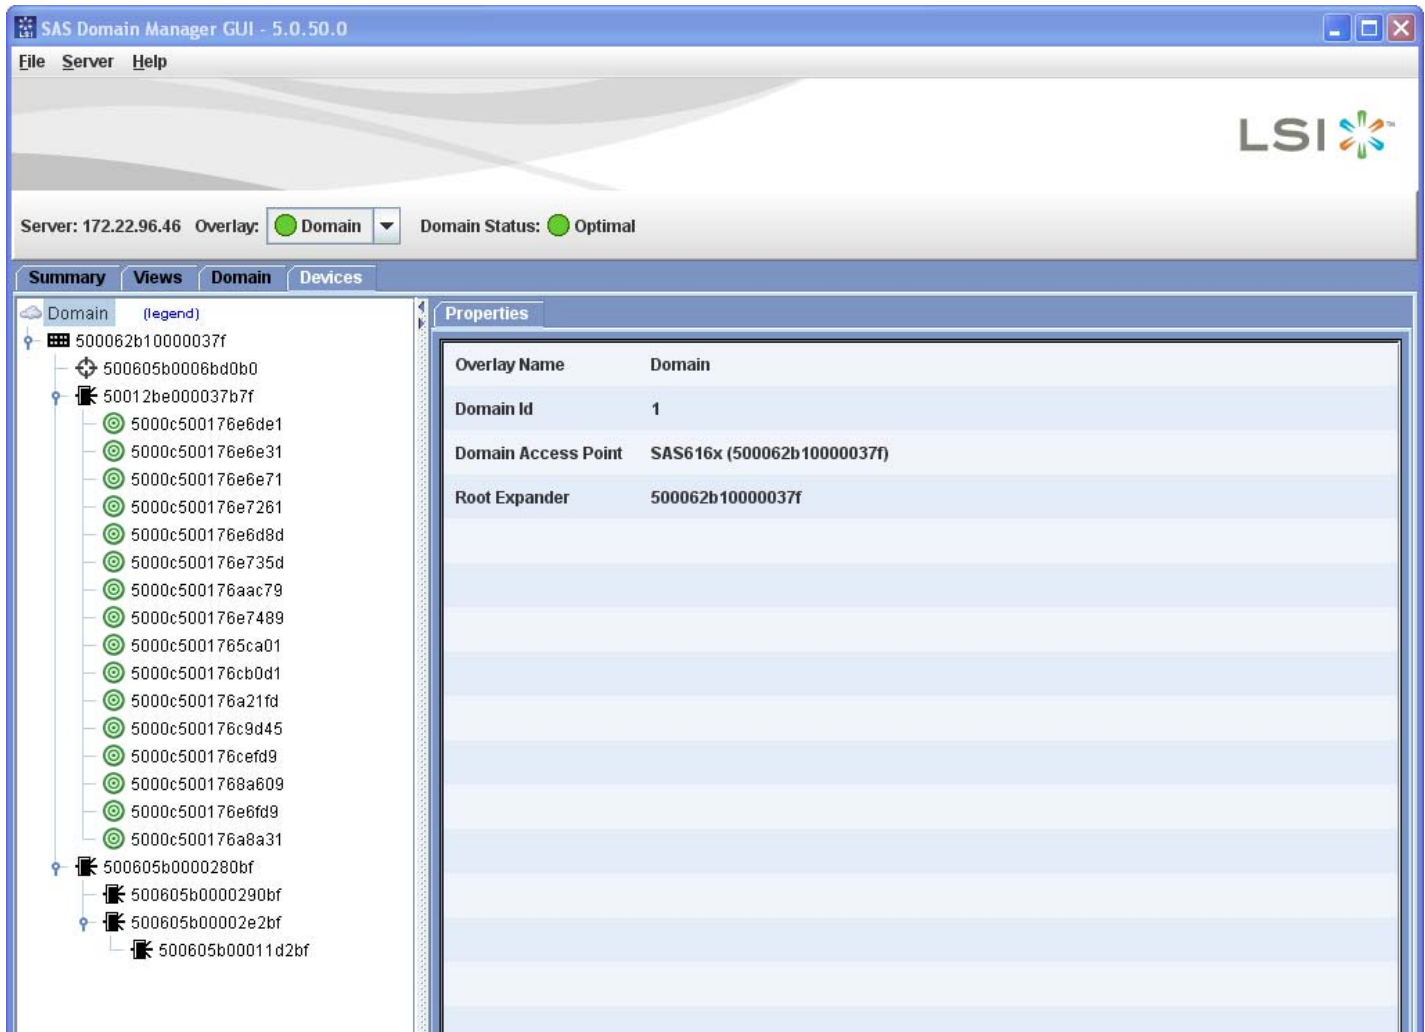 SAS Domain Manager GUI - 5.0.50.0
File Server Help
LSI
Server: 172.22.96.46 Overlay: Domain Domain Status: Optimal
Summary Views Domain Devices
Domain (legend)
500062b10000037f
500605b0006bd0b0
50012be000037b7f
5000c500176e6de1
5000c500176e6e31
5000c500176e6e71
5000c500176e7261
5000c500176e6d8d
5000c500176e735d
5000c500176aac79
5000c500176e7489
5000c5001765ca01
5000c500176cb0d1
5000c500176a21fd
5000c500176c9d45
5000c500176cefd9
5000c5001768a609
5000c500176e6fd9
5000c500176a8a31
500605b0000280bf
500605b0000290bf
500605b00002e2bf
500605b00011d2bf
Properties
Overlay Name Domain
Domain Id 1
Domain Access Point SAS616x (500062b10000037f)
Root Expander 500062b10000037f